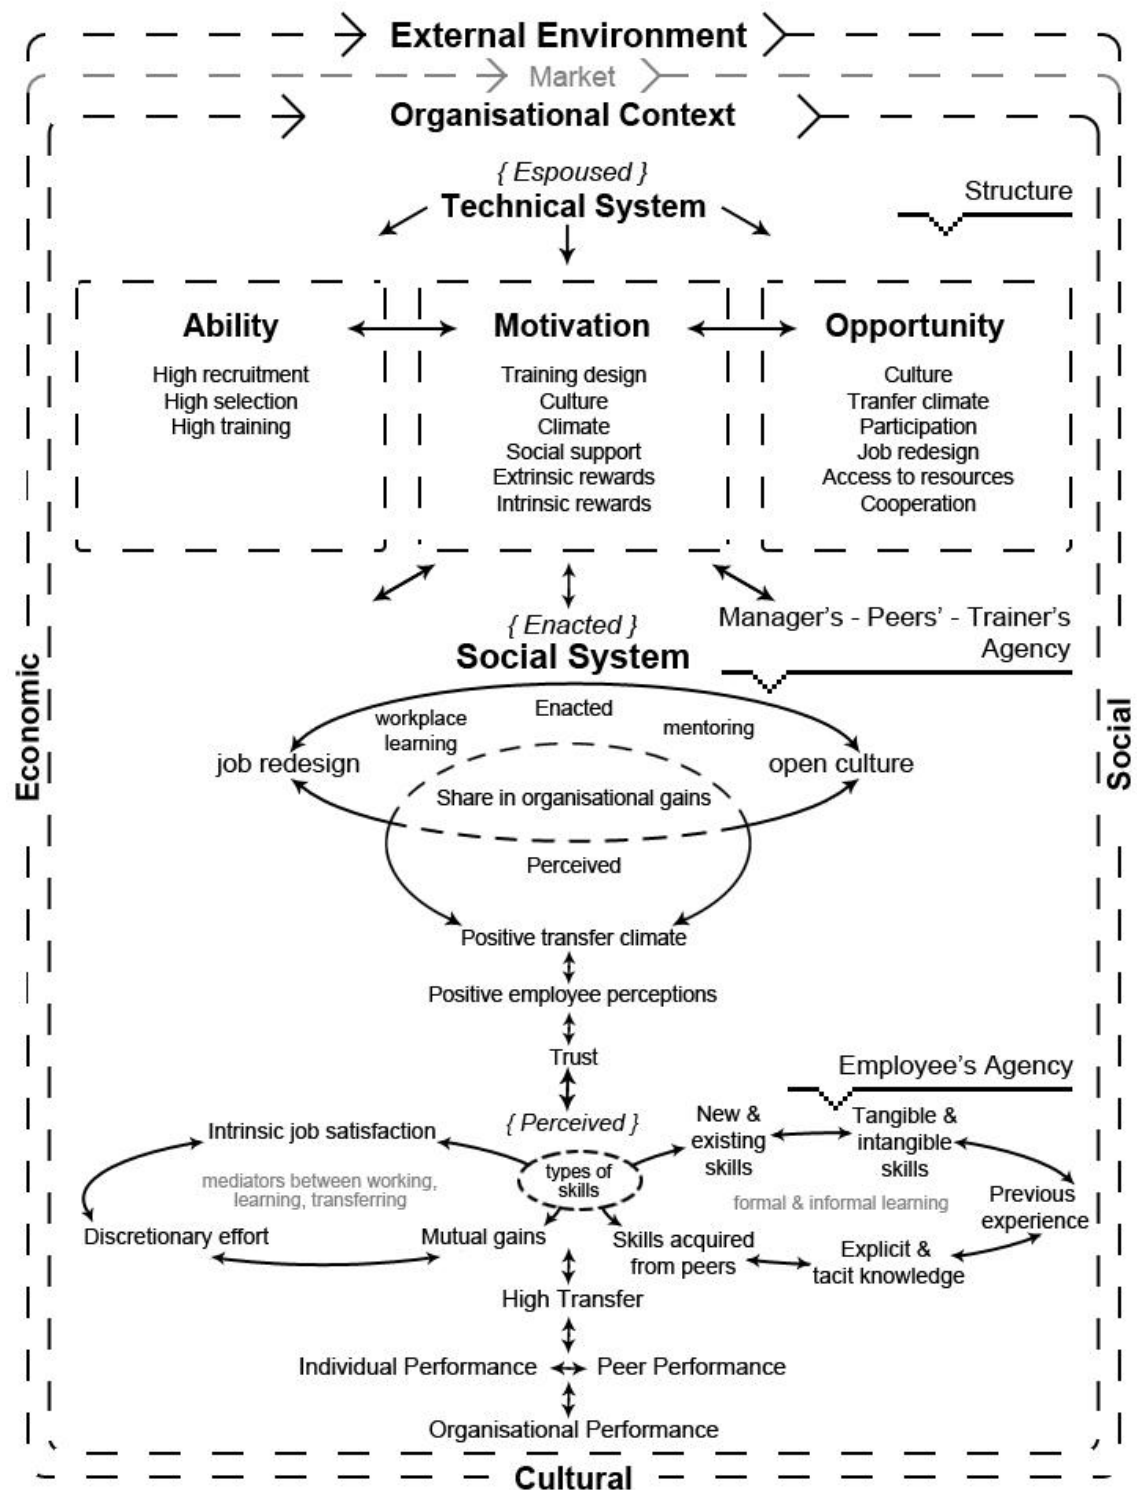 External Environment
Market
Organisational Context
{ Espoused }
Technical System
Structure
Ability
High recruitment
High selection
High training
Motivation
Training design
Culture
Climate
Social support
Extrinsic rewards
Intrinsic rewards
Opportunity
Culture
Tranfer climate
Participation
Job redesign
Access to resources
Cooperation
{ Enacted }
Social System
Manager's - Peers' - Trainer's
Agency
Economic
Social
Enacted
workplace
learning
mentoring
job redesign
open culture
Share in organisational gains
Perceived
Positive transfer climate
Positive employee perceptions
Trust
Employee's Agency
{ Perceived }
types of
skills
Intrinsic job satisfaction
mediators between working,
learning, transferring
Discretionary effort
Mutual gains
New &
existing
skills
Tangible &
intangible
skills
formal & informal learning
Previous
experience
Skills acquired
from peers
Explicit &
tacit knowledge
High Transfer
Individual Performance
Peer Performance
Organisational Performance
Cultural